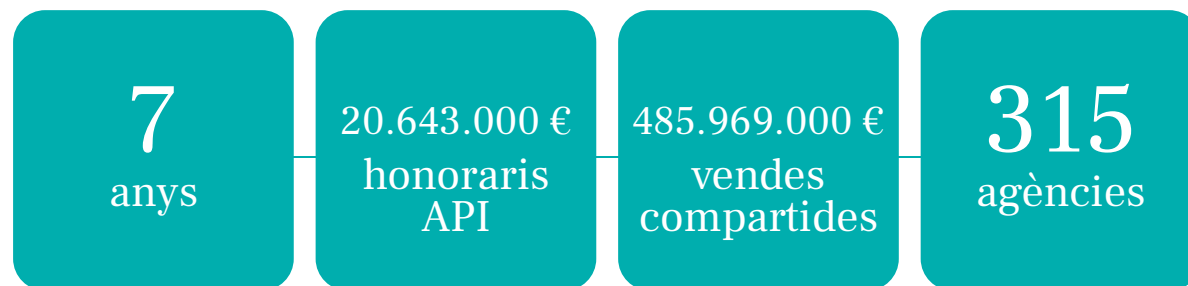 7
anys
20.643.000 €
honoraris
API
485.969.000 €
vendes
compartides
315
agències